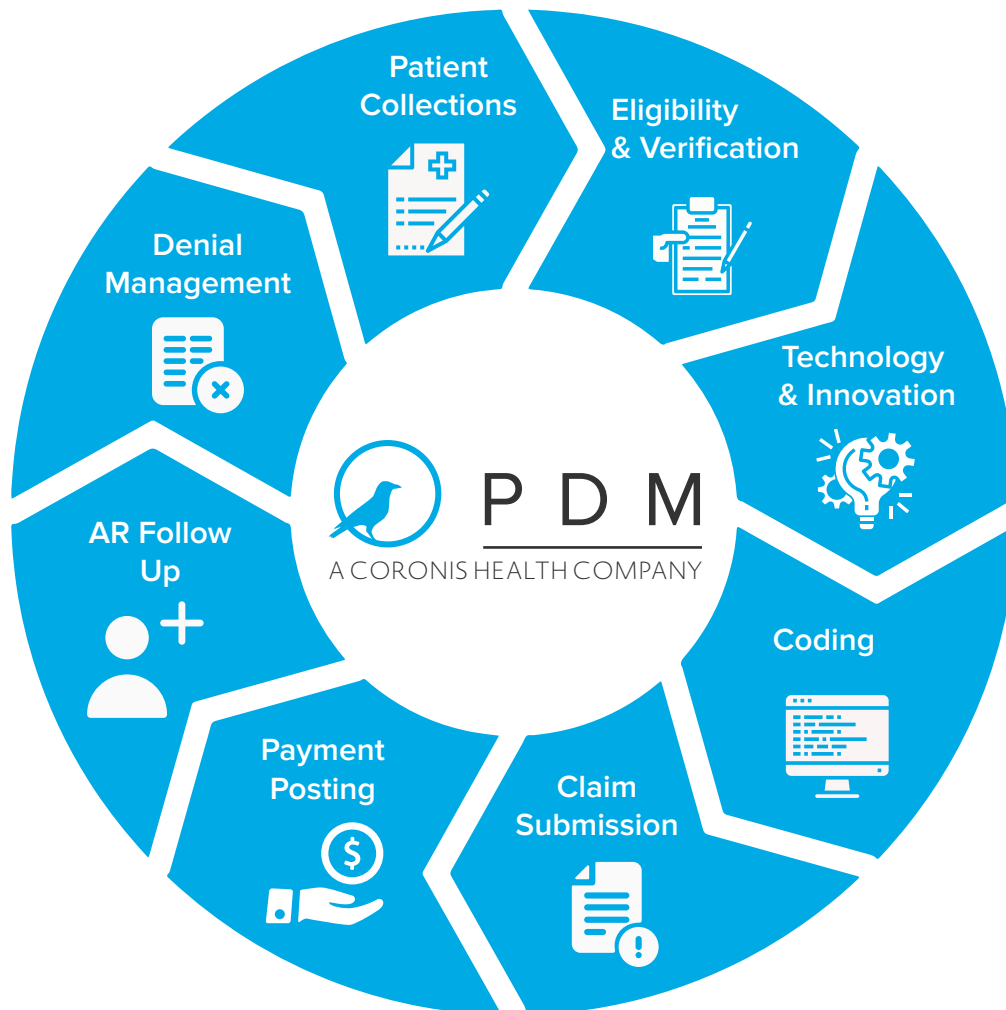 Patient
Collections
Eligibility
& Verification
Technology
& Innovation
Coding
Claim
Submission
Payment
Posting
$
AR Follow
Up
Denial
Management
P D M
A CORONIS HEALTH COMPANY